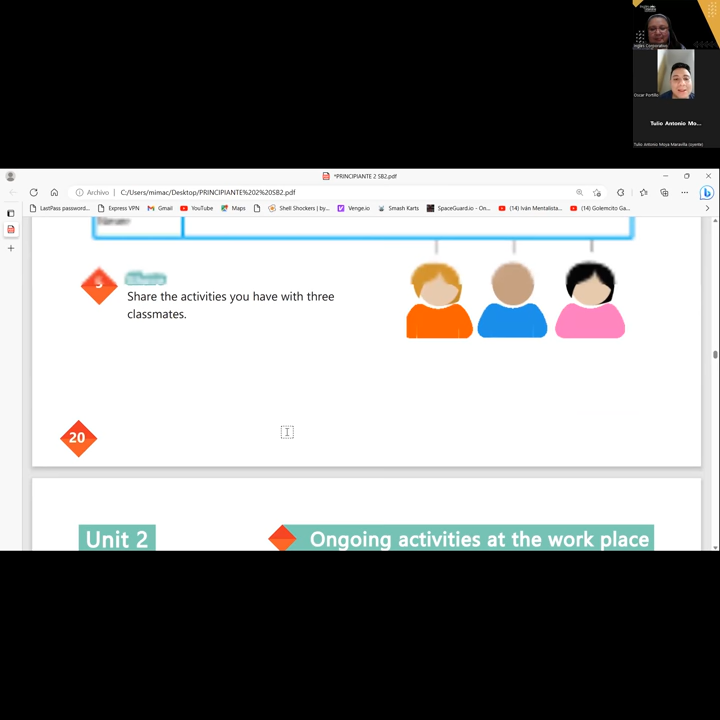 Inglés Corporativo
Oscar Portillo
Tulio Antonio Mo...
Tulio Antonio Moya Maravilla (oyente)
*PRINCIPIANTE 2 SB2.pdf
Archivo
C:/Users/mimac/Desktop/PRINCIPIANTE%202%20SB2.pdf
LastPass password...
Express VPN
Gmail
YouTube
Maps
Shell Shockers | by...
Venge.io
Smash Karts
SpaceGuard.io - On...
(14) Iván Mentalista...
(14) Golemcito Ga...
5
Share the activities you have with three
classmates.
20
Unit 2
Ongoing activities at the work place